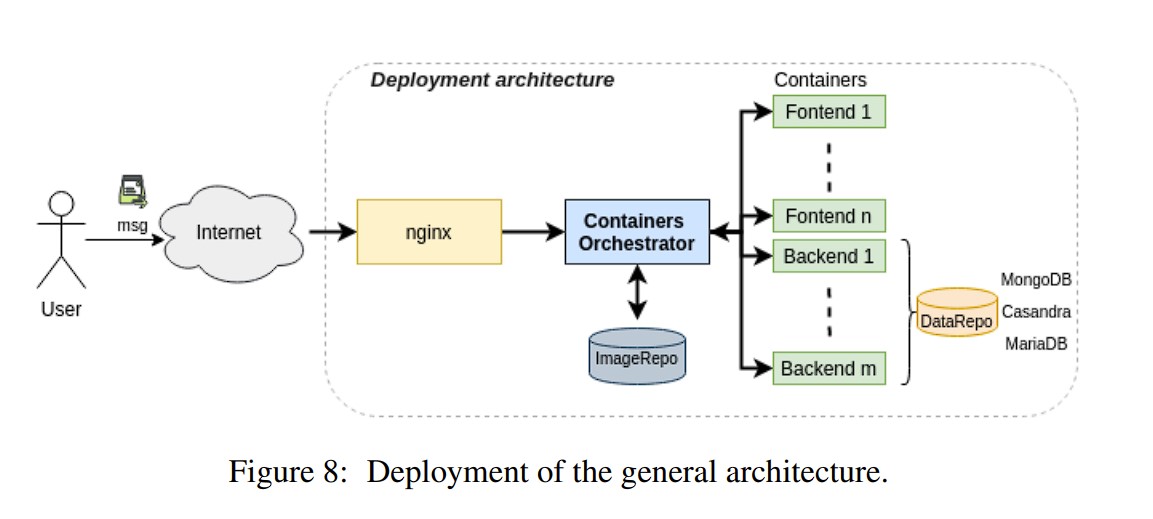 Deployment architecture
Containers
Fontend 1
msg
Internet
nginx
Containers
Orchestrator
Fontend n
Backend 1
User
ImageRepo
DataRepo
MongoDB
Casandra
MariaDB
Backend m
Figure 8: Deployment of the general architecture.